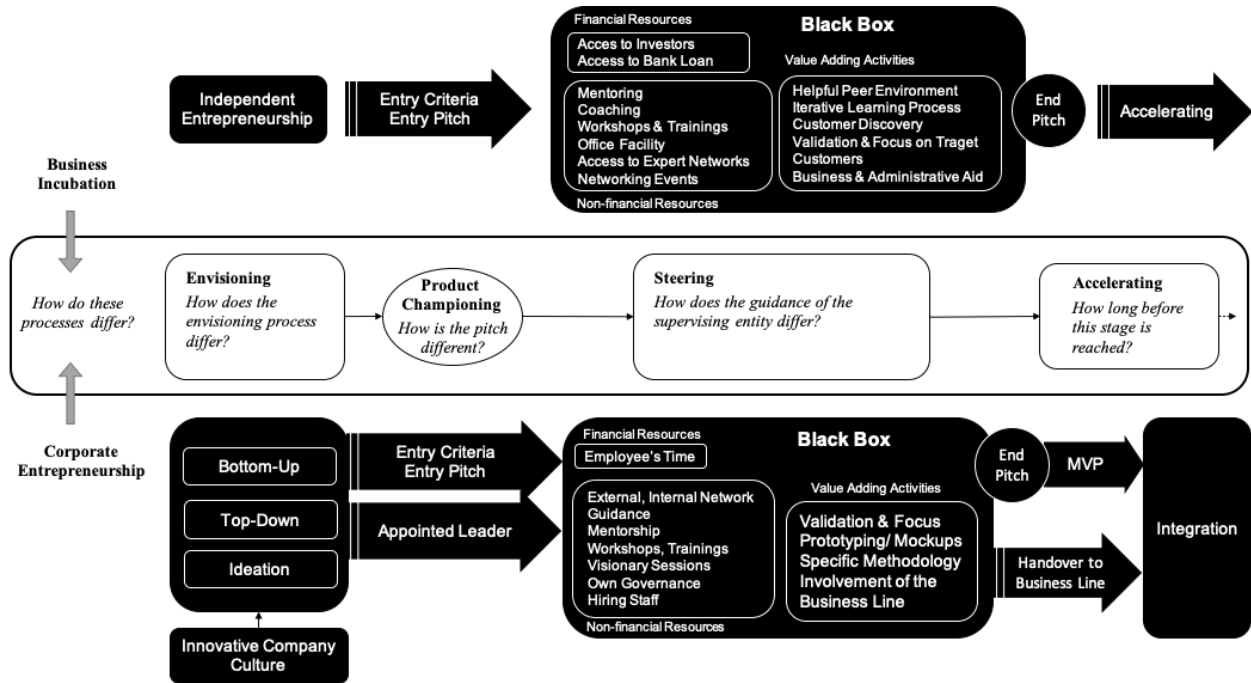 Financial Resources
Black Box
Acces to Investors
Access to Bank Loan
Value Adding Activities
Independent
Entrepreneurship
Entry Criteria
Entry Pitch
Mentoring
Coaching
Workshops & Trainings
Office Facility
Access to Expert Networks
Networking Events
Non-financial Resources
Helpful Peer Environment
Iterative Learning Process
Customer Discovery
Validation & Focus on Traget
Customers
Business & Administrative Aid
End
Pitch
Accelerating
Business
Incubation
How do these
processes differ?
Envisioning
How does the
envisioning process
differ?
Product
Championing
How is the pitch
different?
Steering
How does the guidance of the
supervising entity differ?
Accelerating
How long before
this stage is
reached?
Corporate
Entrepreneurship
Bottom-Up
Top-Down
Ideation
Innovative Company
Culture
Entry Criteria
Entry Pitch
Appointed Leader
Financial Resources
Black Box
Employee's Time
External, Internal Network
Guidance
Mentorship
Workshops, Trainings
Visionary Sessions
Own Governance
Hiring Staff
Non-financial Resources
Value Adding Activities
Validation & Focus
Prototyping/ Mockups
Specific Methodology
Involvement of the
Business Line
End
Pitch
MVP
Handover to
Business Line
Integration